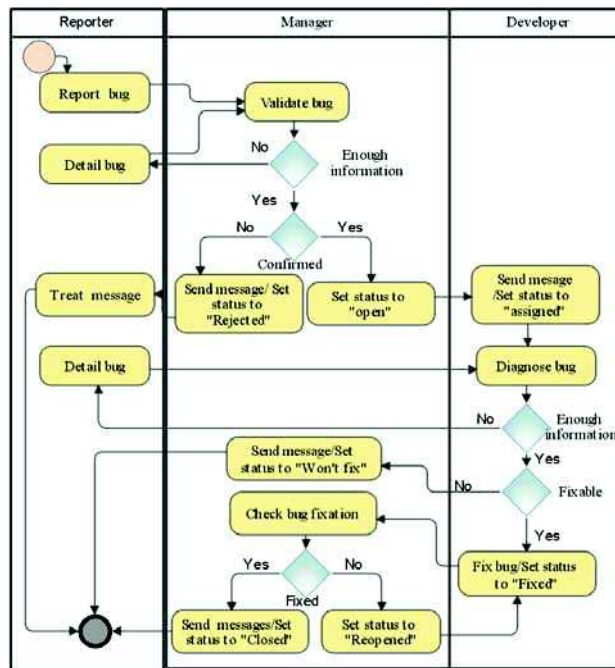 Reporter
Manager
Developer
Report bug
Validate bug
No
Enough
information
Detail bug
Yes
No
Yes
Confirmed
Treat message
Send message/ Set
status to
"Rejected"
Set status to
"open"
Send mesage
/Set status to
"assigned"
Detail bug
Diagnose bug
No
Enough
information
Yes
Send message/Set
status to "Won't fix"
No
Fixable
Check bug fixation
Yes
Yes
No
Fixed
Fix bug/Set status
to "Fixed"
Send messages/Set
status to "Closed"
Set status to
"Reopened"